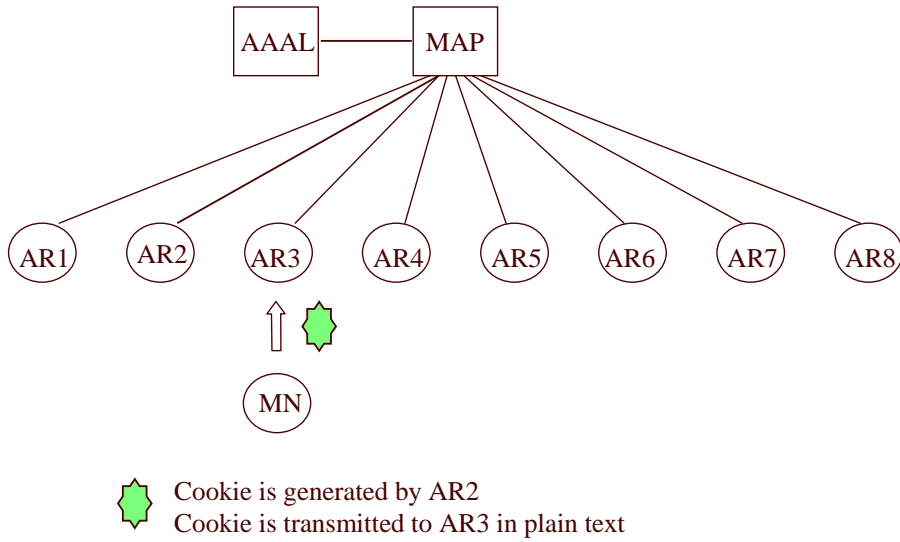 AAAL
MAP
AR1
AR2
AR3
AR4
AR5
AR6
AR7
AR8
MN
Cookie is generated by AR2
Cookie is transmitted to AR3 in plain text